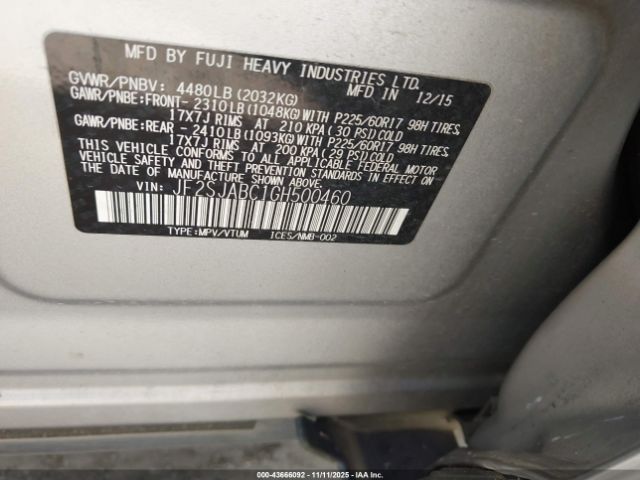 MFD BY FUJI HEAVY INDUSTRIES LTD.
GVWR/PNBV: 4480LB(2032KG) MFD IN 12/15
GAWR/PNBE:FRONT- 2310LB(1048KG)WITH P225/60R17 98H TIRES,
17X7J RIMS AT 210 KPA(30 PSI)COLD
GAWR/PNBE:REAR - 2410LB(1093KG)WITH P225/60R17 98H TIRES,
17X7J RIMS AT 200 KPA(29 PSI)COLD
THIS VEHICLE CONFORMS TO ALL APPLICABLE FEDERAL MOTOR
VEHICLE SAFETY AND THEFT PREVENTION STANDARDS IN EFFECT ON
THE DATE OF MANUFACTURE SHOWN ABOVE.
VIN: JF2SJABC1GH500460
TYPE:MPV/VTUM ICES/NMB-002
000-43666092 - 11/11/2025 - © IAA Inc.